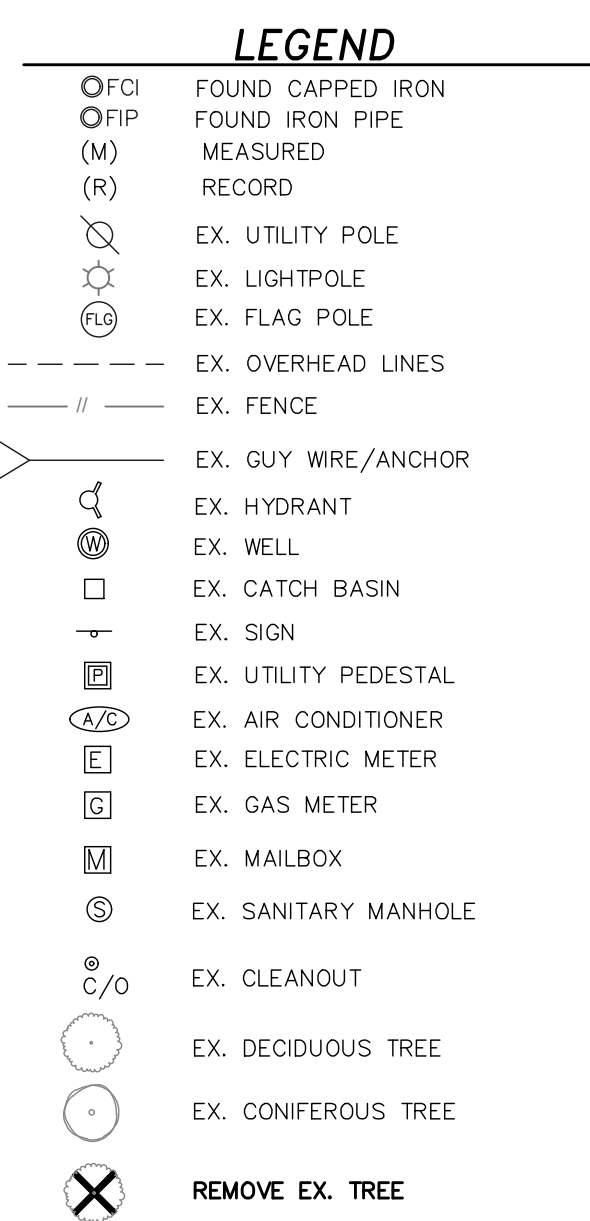 LEGEND
FCI FOUND CAPPED IRON
FIP FOUND IRON PIPE
(M) MEASURED
(R) RECORD
EX. UTILITY POLE
EX. LIGHTPOLE
FLG EX. FLAG POLE
EX. OVERHEAD LINES
// EX. FENCE
EX. GUY WIRE/ANCHOR
EX. HYDRANT
W EX. WELL
EX. CATCH BASIN
EX. SIGN
P EX. UTILITY PEDESTAL
A/C EX. AIR CONDITIONER
E EX. ELECTRIC METER
G EX. GAS METER
M EX. MAILBOX
S EX. SANITARY MANHOLE
C/O EX. CLEANOUT
EX. DECIDUOUS TREE
EX. CONIFEROUS TREE
REMOVE EX. TREE